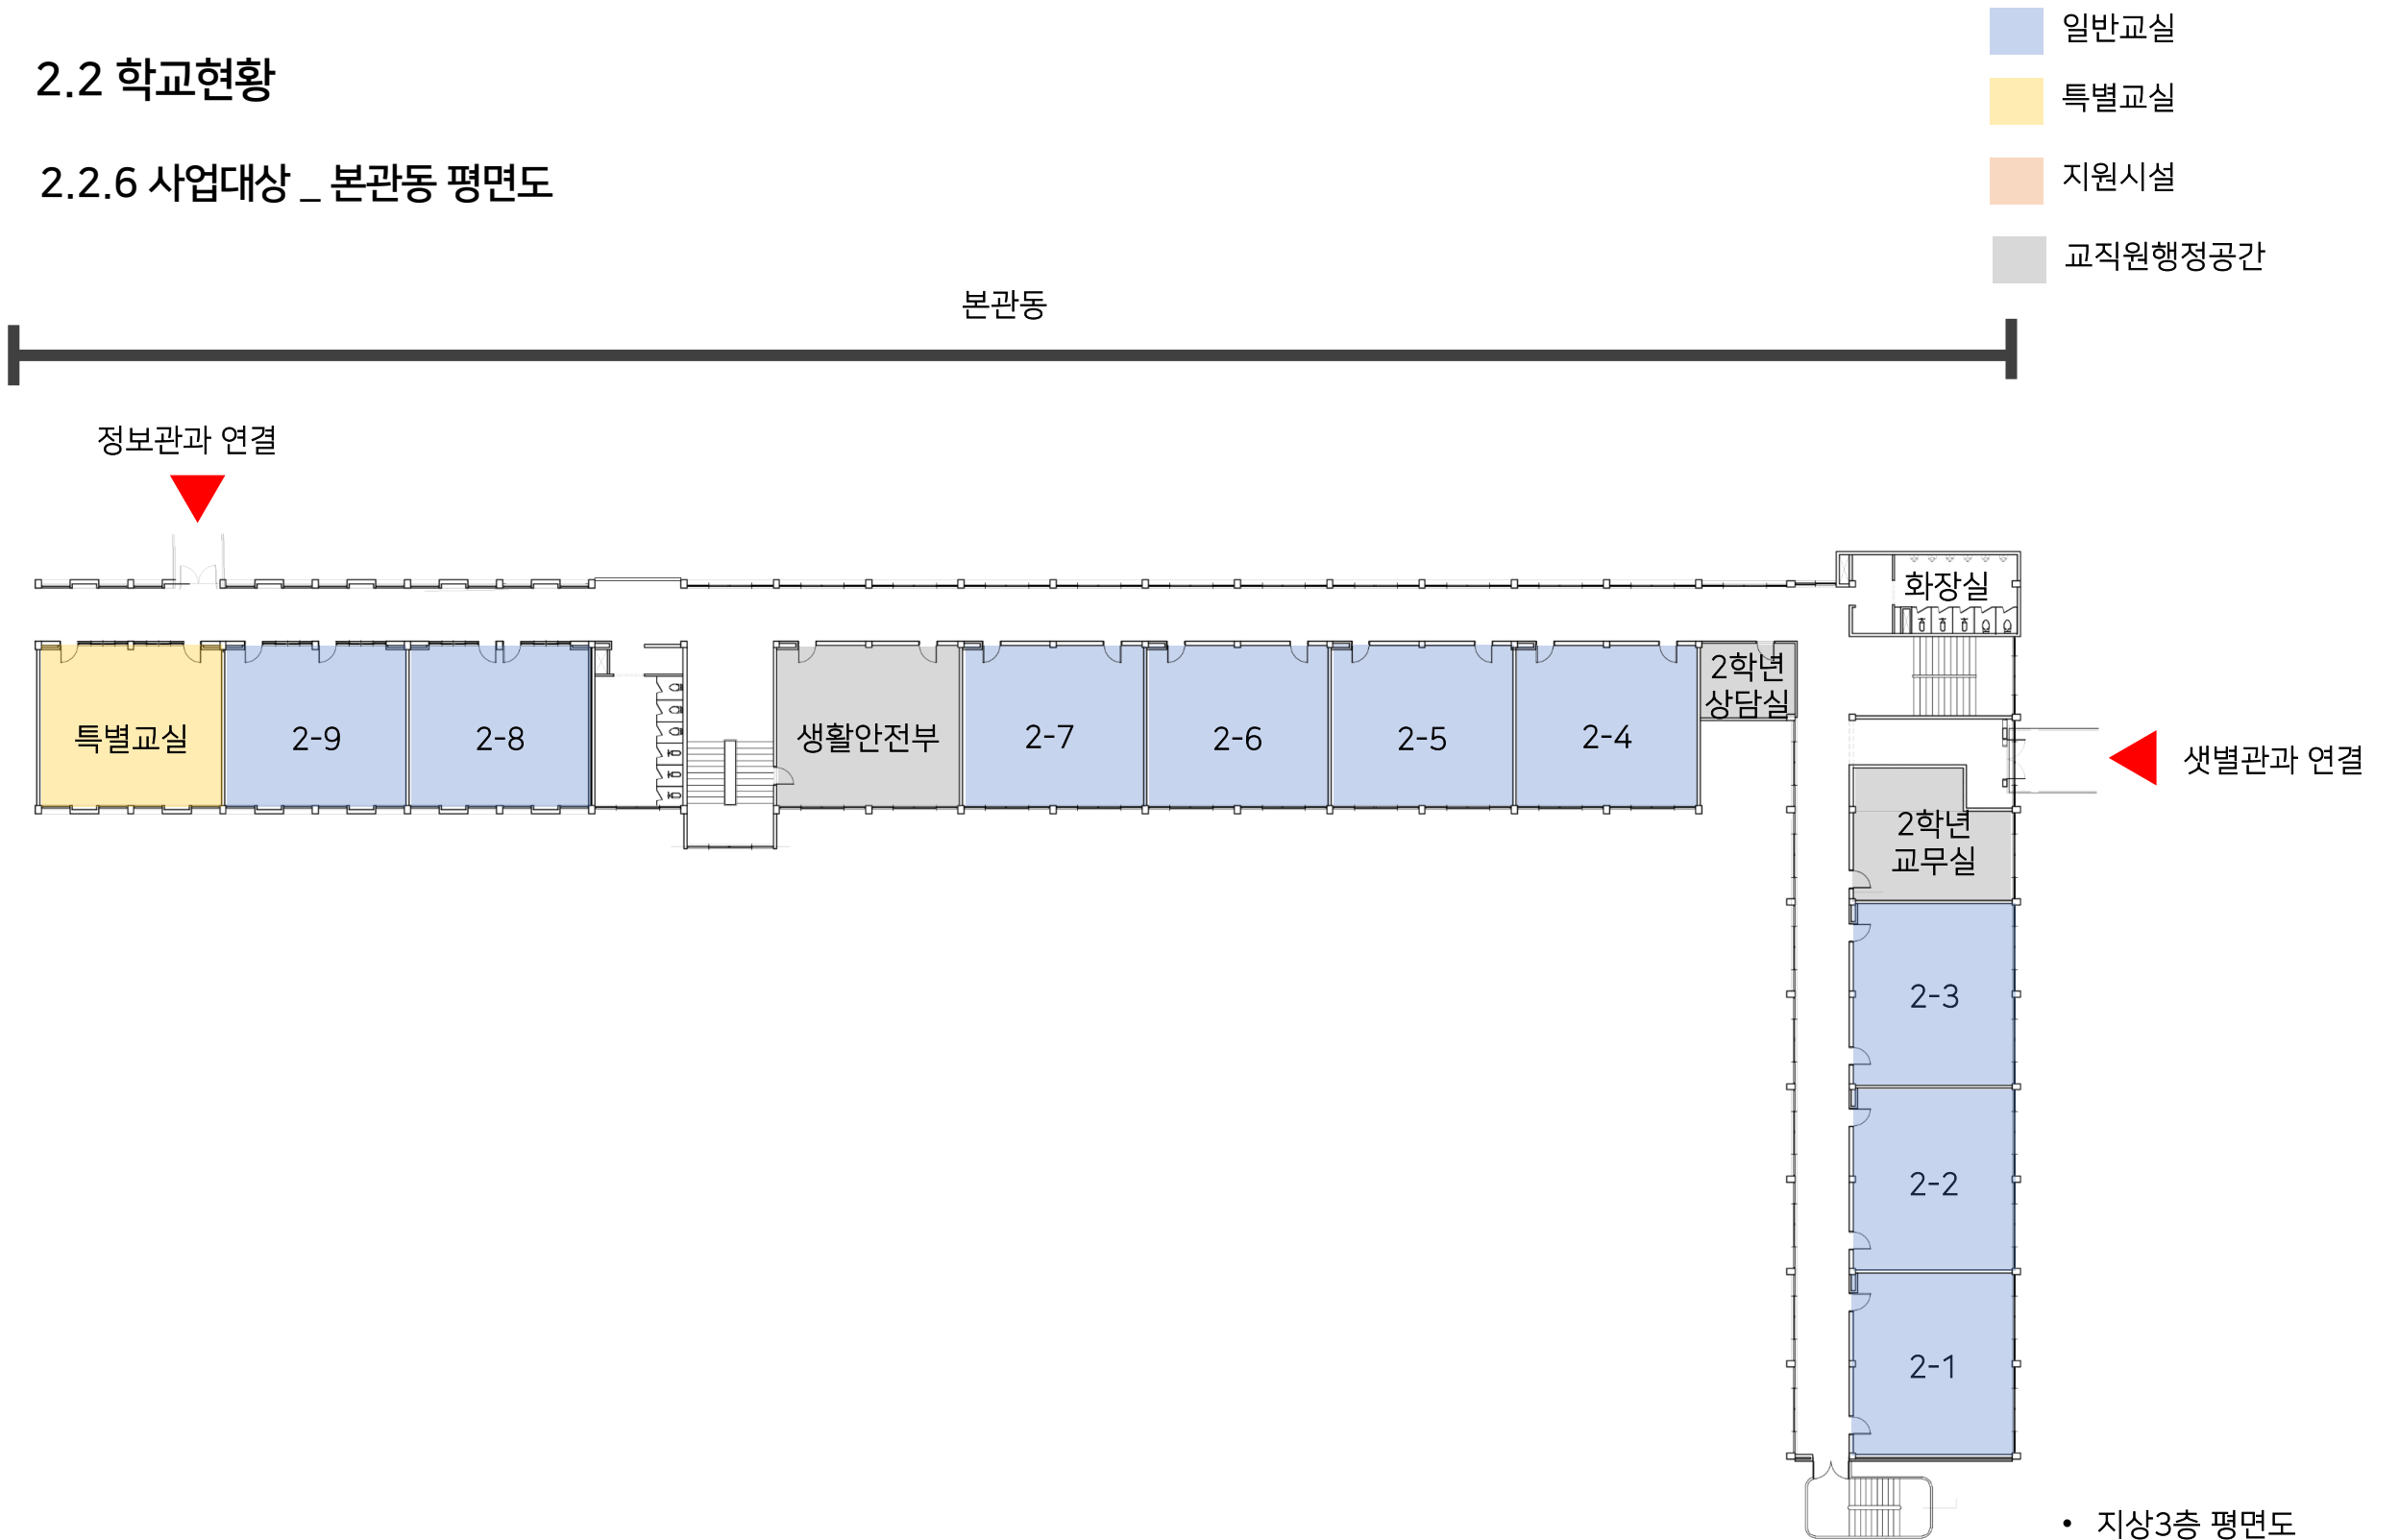 2.2 학교현황
2.2.6 사업대상 _ 본관동 평면도
일반교실
특별교실
지원시설
교직원행정공간
본관동
정보관과 연결
화장실
2학년
상담실
특별교실
2-9
2-8
생활안전부
2-7
2-6
2-5
2-4
샛별관과 연결
2학년
교무실
2-3
2-2
2-1
• 지상3층 평면도